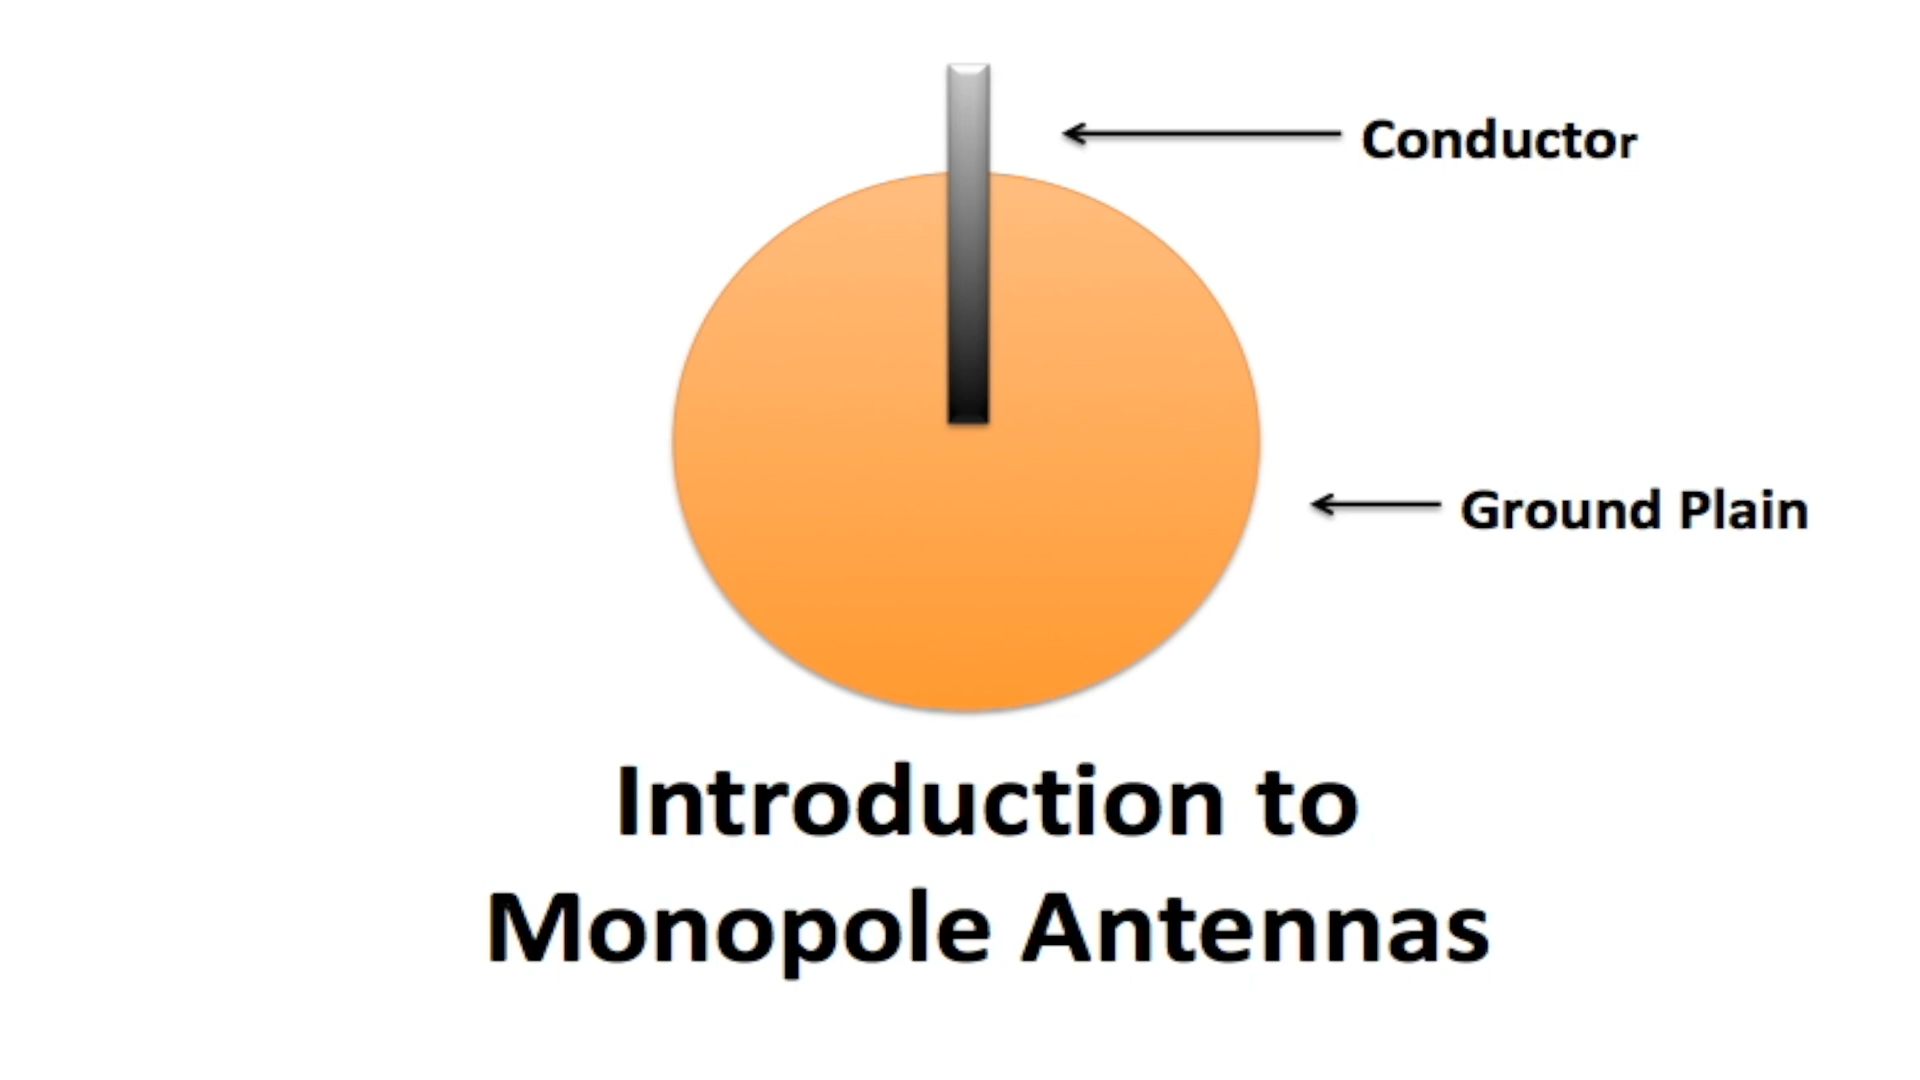 Conductor
Ground Plain
Introduction to
Monopole Antennas